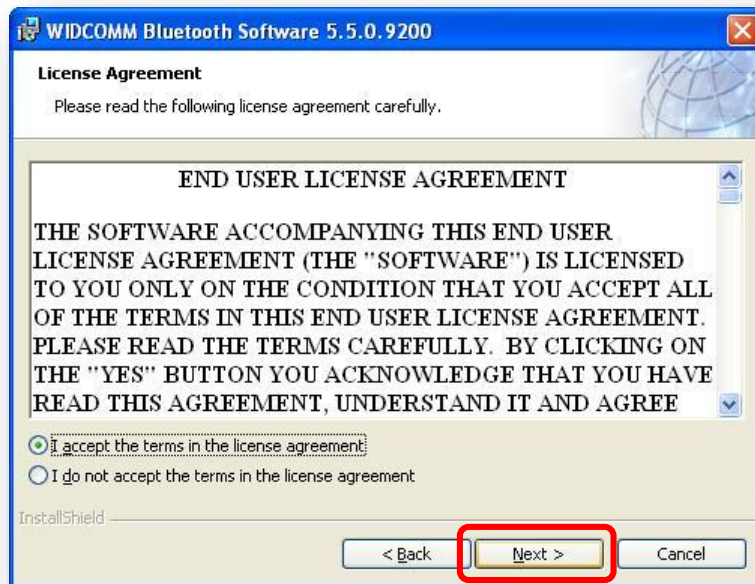 WIDCOMM Bluetooth Software 5.5.0.9200
License Agreement
Please read the following license agreement carefully.
END USER LICENSE AGREEMENT
THE SOFTWARE ACCOMPANYING THIS END USER
LICENSE AGREEMENT (THE "SOFTWARE") IS LICENSED
TO YOU ONLY ON THE CONDITION THAT YOU ACCEPT ALL
OF THE TERMS IN THIS END USER LICENSE AGREEMENT.
PLEASE READ THE TERMS CAREFULLY.  BY CLICKING ON
THE "YES" BUTTON YOU ACKNOWLEDGE THAT YOU HAVE
READ THIS AGREEMENT, UNDERSTAND IT AND AGREE
I accept the terms in the license agreement
I do not accept the terms in the license agreement
InstallShield
< Back Next > Cancel